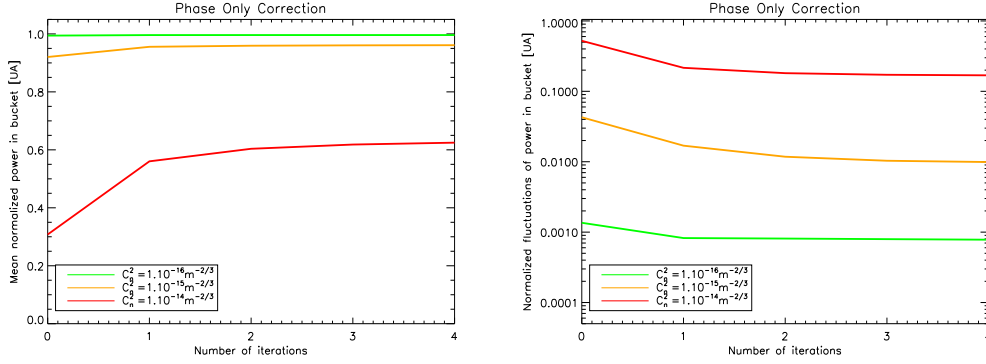 Phase Only Correction
Mean normalized power in bucket [UA]
1.0
0.8
0.6
0.4
0.2
0.0
C²ₙ=1.10⁻¹⁶m⁻²/³
C²ₙ=1.10⁻¹⁵m⁻²/³
C²ₙ=1.10⁻¹⁴m⁻²/³
0 1 2 3 4
Number of iterations
Phase Only Correction
Normalized fluctuations of power in bucket [UA]
1.0000
0.1000
0.0100
0.0010
0.0001
C²ₙ=1.10⁻¹⁶m⁻²/³
C²ₙ=1.10⁻¹⁵m⁻²/³
C²ₙ=1.10⁻¹⁴m⁻²/³
0 1 2 3 4
Number of iterations